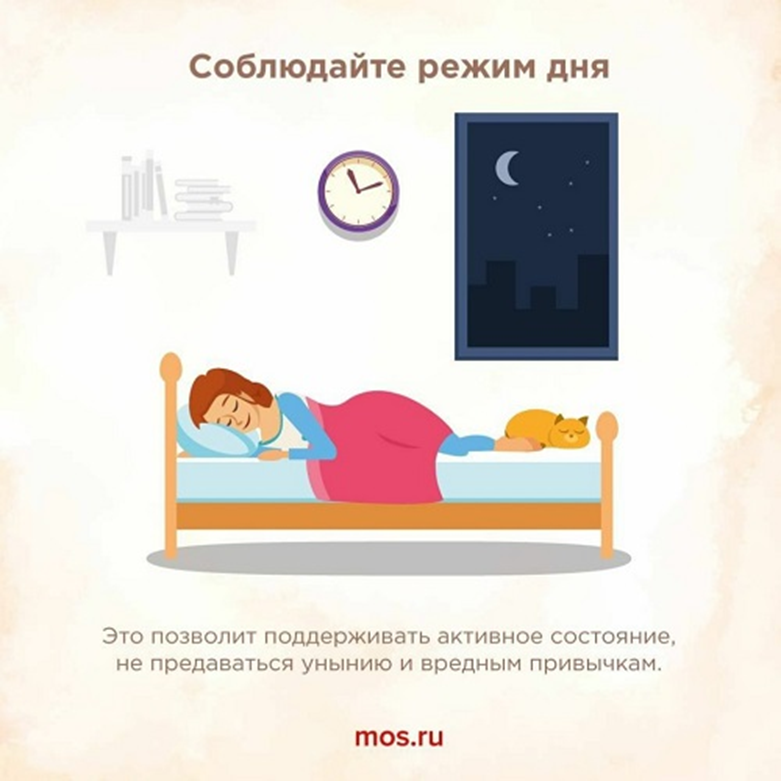 Соблюдайте режим дня
Это позволит поддерживать активное состояние,
не предаваться унынию и вредным привычкам.
mos.ru